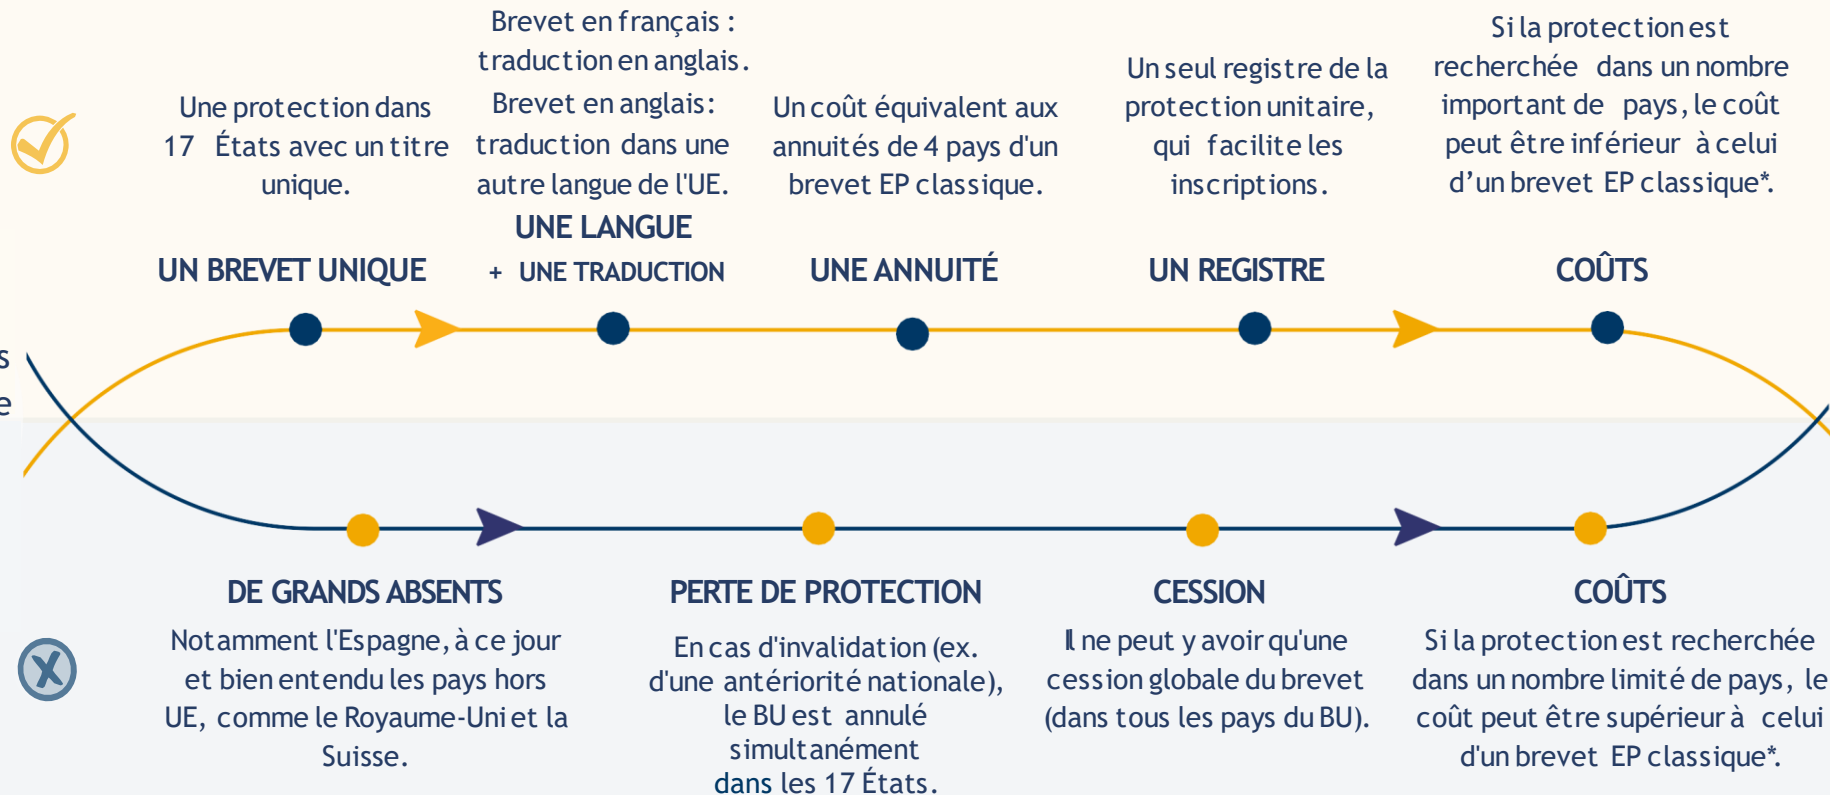 Une protection dans
17 États avec un titre
unique.
UN BREVET UNIQUE
Brevet en français :
traduction en anglais.
Brevet en anglais:
traduction dans une
autre langue de l'UE.
UNE LANGUE
+ UNE TRADUCTION
Un coût équivalent aux
annuités de 4 pays d'un
brevet EP classique.
UNE ANNUITÉ
Un seul registre de la
protection unitaire,
qui facilite les
inscriptions.
UN REGISTRE
Si la protection est
recherchée dans un nombre
important de pays, le coût
peut être inférieur à celui
d’un brevet EP classique*.
COÛTS
s
e
DE GRANDS ABSENTS
Notamment l'Espagne, à ce jour
et bien entendu les pays hors
UE, comme le Royaume-Uni et la
Suisse.
PERTE DE PROTECTION
En cas d'invalidation (ex.
d'une antériorité nationale),
le BU est annulé
simultanément
dans les 17 États.
CESSION
Il ne peut y avoir qu'une
cession globale du brevet
(dans tous les pays du BU).
COÛTS
Si la protection est recherchée
dans un nombre limité de pays, le
coût peut être supérieur à celui
d'un brevet EP classique*.